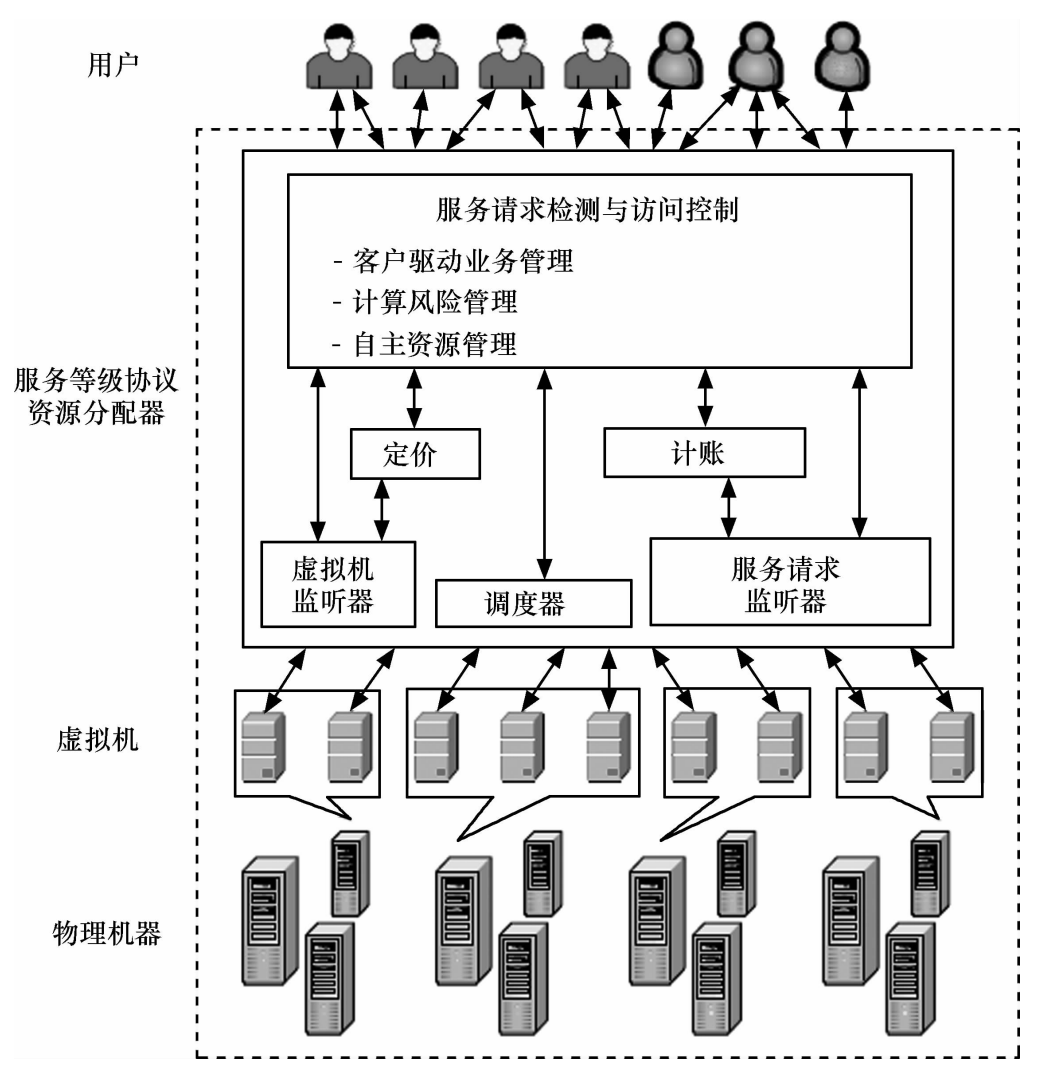 用户
服务请求检测与访问控制
- 客户驱动业务管理
- 计算风险管理
- 自主资源管理
服务等级协议
资源分配器
定价
计账
虚拟机
监听器
调度器
服务请求
监听器
虚拟机
物理机器